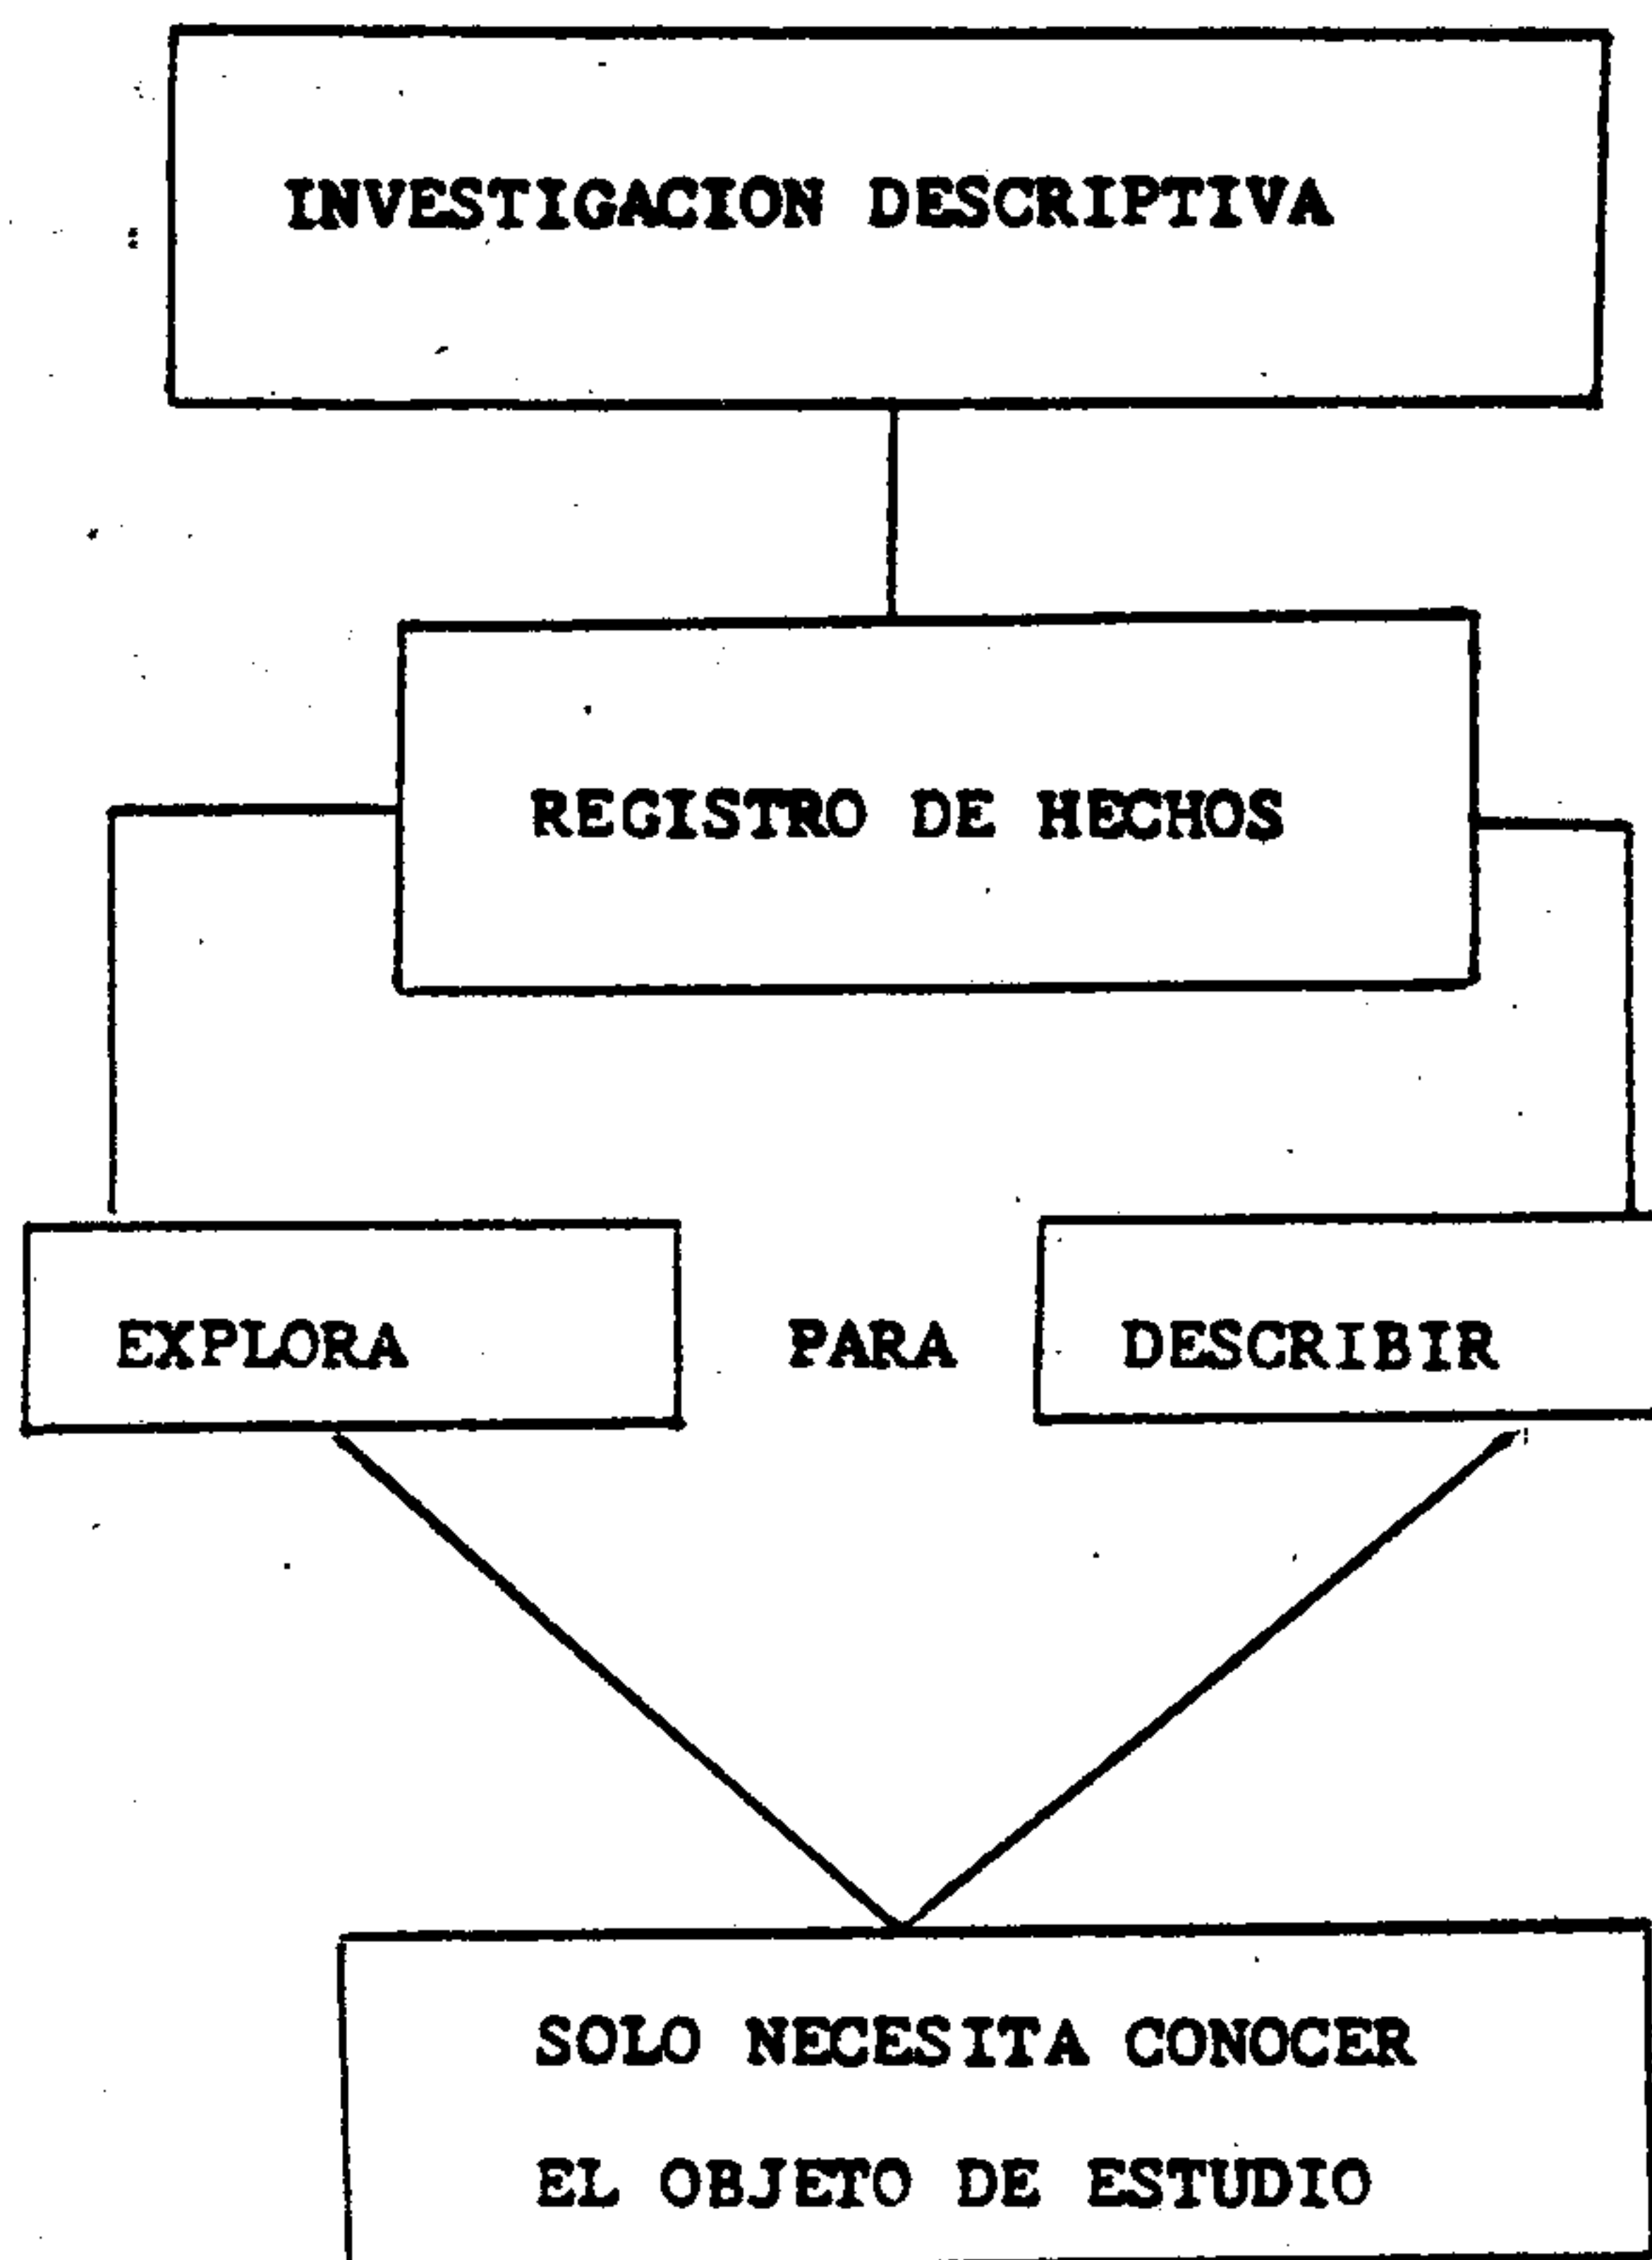 INVESTIGACION DESCRIPTIVA
REGISTRO DE HECHOS
EXPLORA PARA DESCRIBIR
SOLO NECESITA CONOCER
EL OBJETO DE ESTUDIO